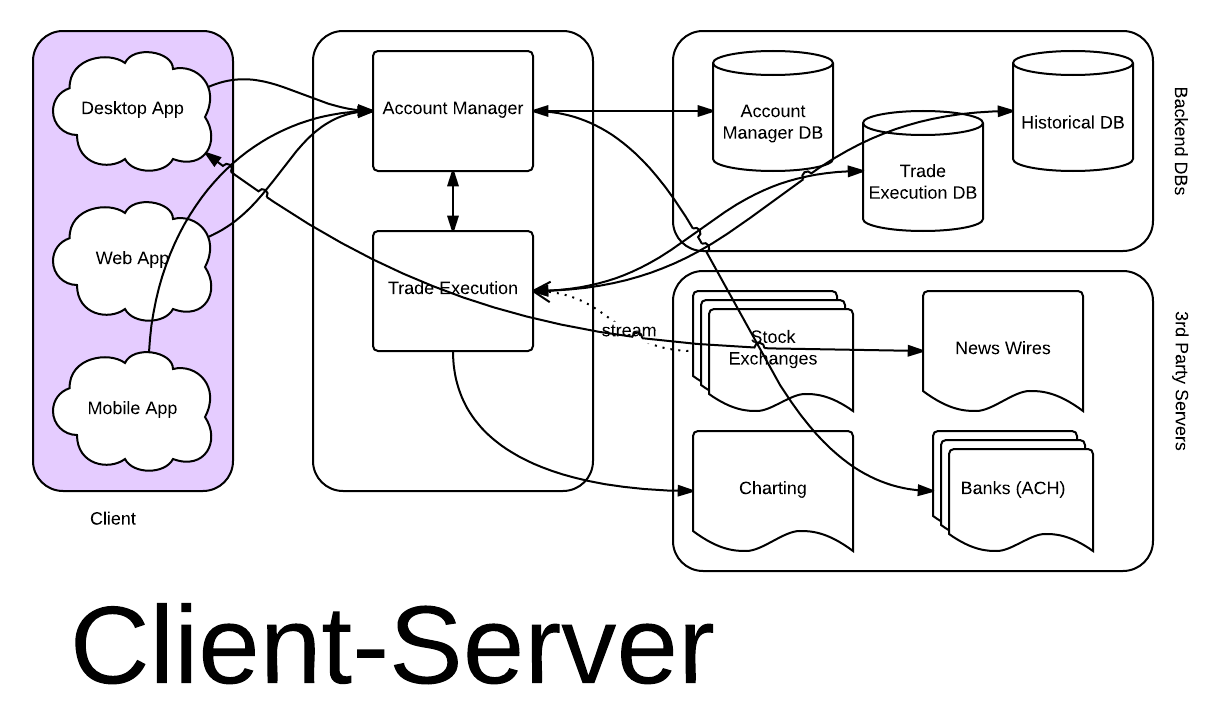 Desktop App
Account Manager
Account
Manager DB
Historical DB
Trade
Execution DB
Backend DBs
Web App
Trade Execution
stream
Stock
Exchanges
News Wires
3rd Party Servers
Mobile App
Charting
Banks (ACH)
Client
Client-Server